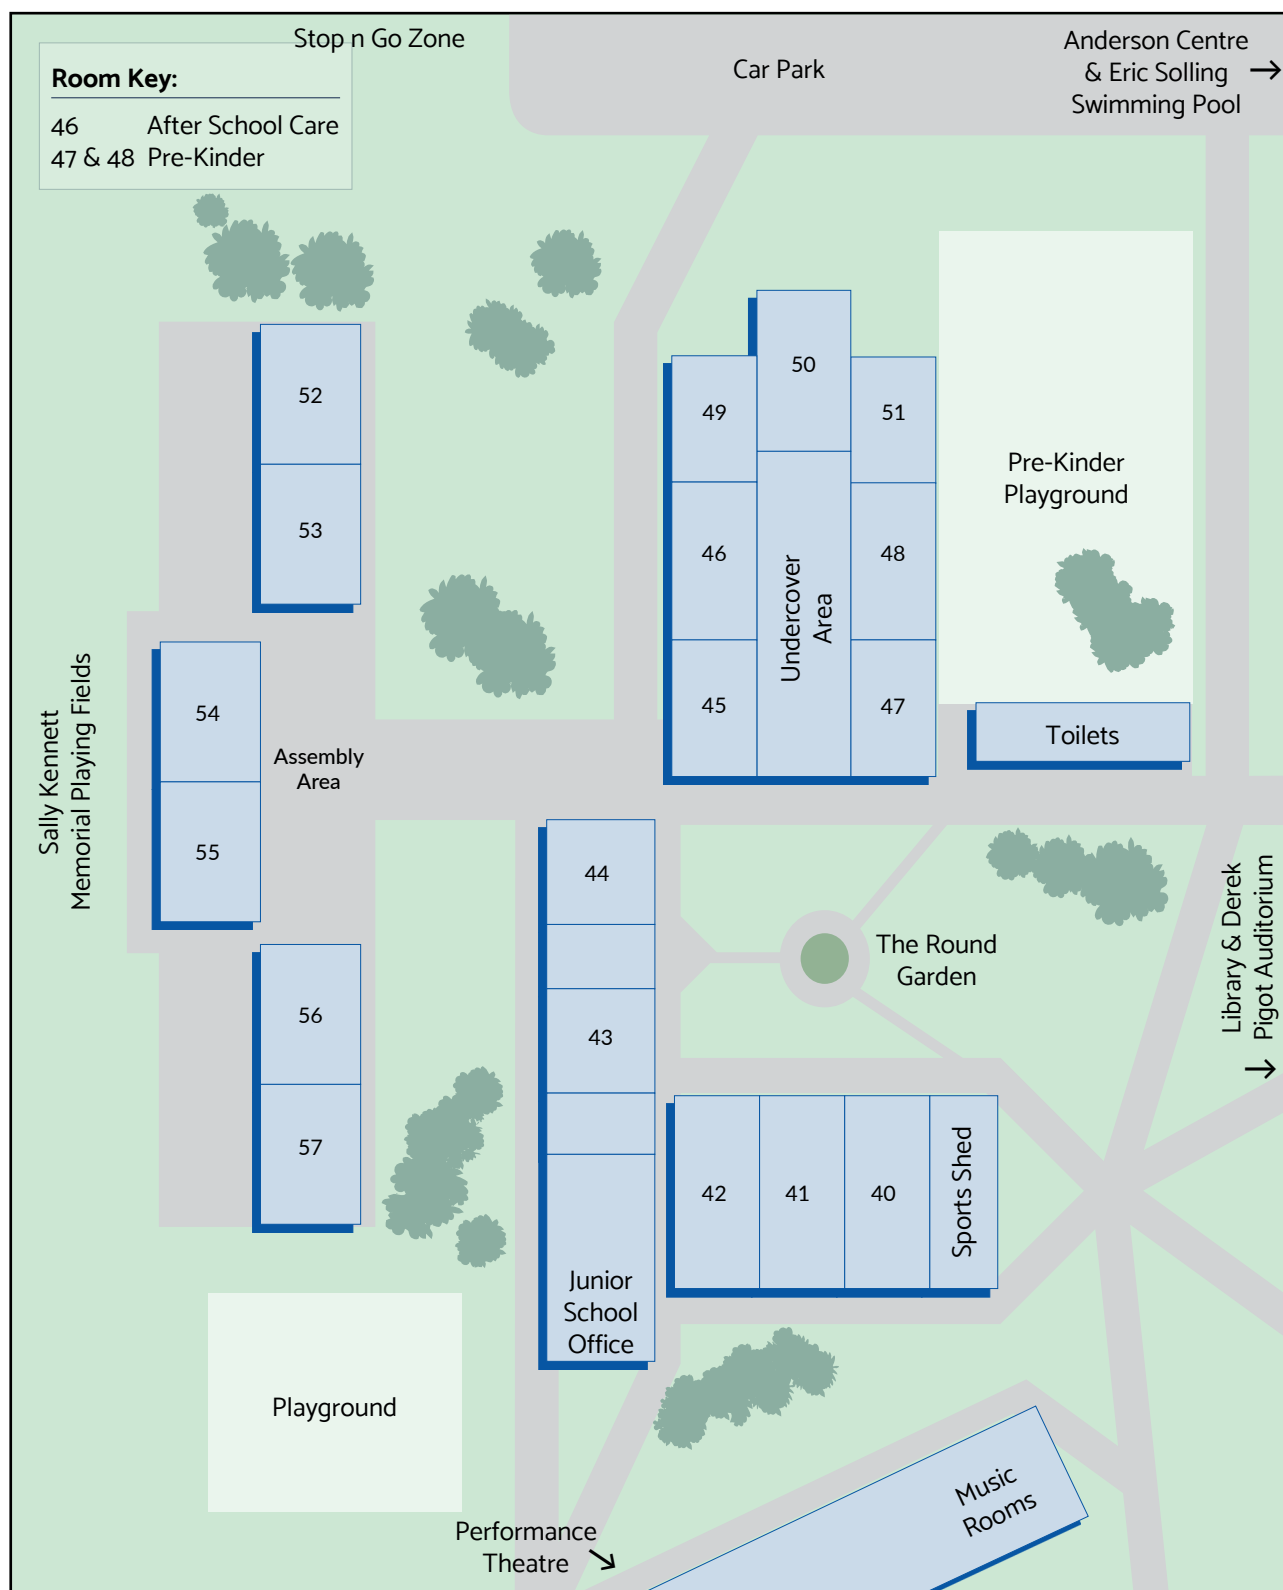 Stop n Go Zone
Room Key:
46 After School Care
47 & 48 Pre-Kinder
Car Park
Anderson Centre
& Eric Solling
Swimming Pool
52
53
50
49
51
46
48
45
47
Undercover
Area
Pre-Kinder
Playground
Toilets
54
55
Sally Kennett
Memorial Playing Fields
Assembly
Area
44
43
The Round
Garden
Library & Derek
Pigot Auditorium
56
57
42
41
40
Sports Shed
Junior
School
Office
Playground
Music
Rooms
Performance
Theatre